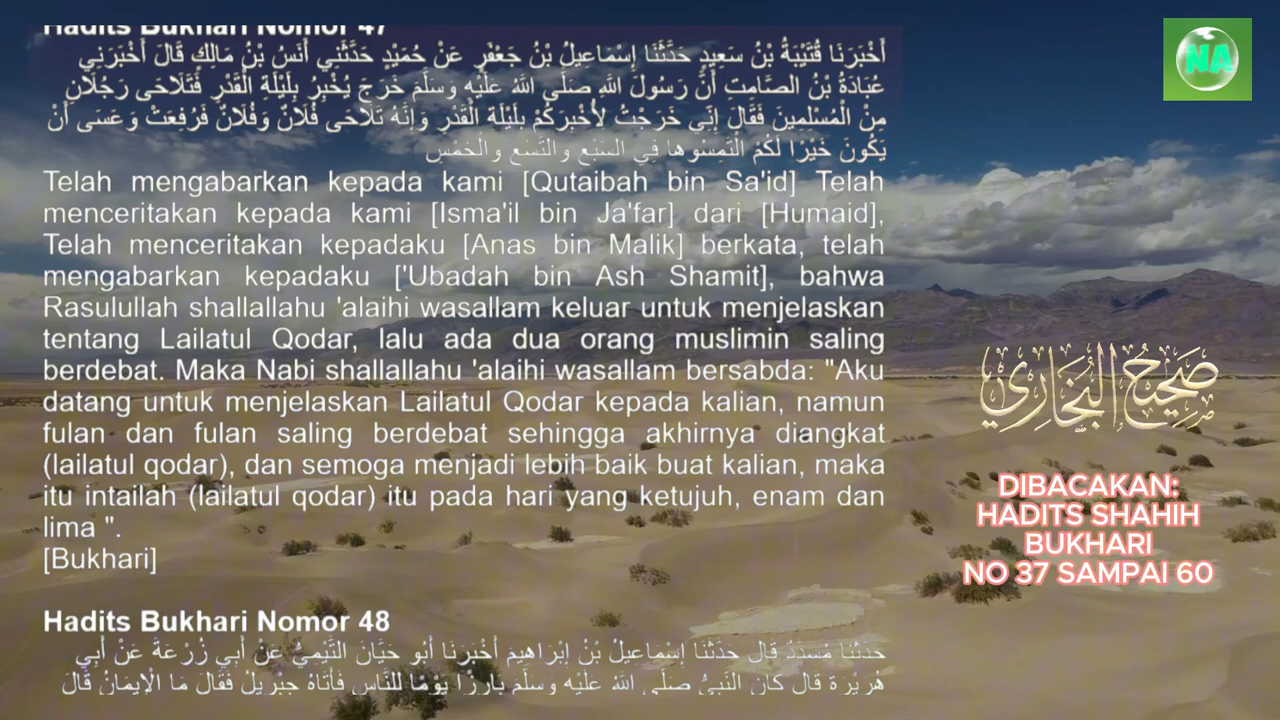 Hadits Bukhari Nomor 47
أَخْبَرَنَا قُتَيْبَةُ بْنُ سَعِيدٍ حَدَّثَنَا إِسْمَاعِيلُ بْنُ جَعْفَرٍ عَنْ حُمَيْدٍ حَدَّثَنِي أَنَسُ بْنُ مَالِكٍ قَالَ أَخْبَرَنِي
عُبَادَةُ بْنُ الصَّامِتِ أَنَّ رَسُولَ اللَّهِ صَلَّى اللَّهُ عَلَيْهِ وَسَلَّمَ خَرَجَ يُخْبِرُ بِلَيْلَةِ الْقَدْرِ فَتَلَاحَى رَجُلَانِ
مِنْ الْمُسْلِمِينَ فَقَالَ إِنِّي خَرَجْتُ لِأُخْبِرَكُمْ بِلَيْلَةِ الْقَدْرِ وَإِنَّهُ تَلَاحَى فُلَانٌ وَفُلَانٌ فَرُفِعَتْ وَعَسَى أَنْ
يَكُونَ خَيْرًا لَكُمْ الْتَمِسُوهَا فِي السَّبْعِ وَالتِّسْعِ وَالْخَمْسِ
Telah mengabarkan kepada kami [Qutaibah bin Sa'id] Telah
menceritakan kepada kami [Isma'il bin Ja'far] dari [Humaid],
Telah menceritakan kepadaku [Anas bin Malik] berkata, telah
mengabarkan kepadaku ['Ubadah bin Ash Shamit], bahwa
Rasulullah shallallahu 'alaihi wasallam keluar untuk menjelaskan
tentang Lailatul Qodar, lalu ada dua orang muslimin saling
berdebat. Maka Nabi shallallahu 'alaihi wasallam bersabda: "Aku
datang untuk menjelaskan Lailatul Qodar kepada kalian, namun
fulan dan fulan saling berdebat sehingga akhirnya diangkat
(lailatul qodar), dan semoga menjadi lebih baik buat kalian, maka
itu intailah (lailatul qodar) itu pada hari yang ketujuh, enam dan
lima ".
[Bukhari]
Hadits Bukhari Nomor 48
حَدَّثَنَا مُسَدَّدٌ قَالَ حَدَّثَنَا إِسْمَاعِيلُ بْنُ إِبْرَاهِيمَ أَخْبَرَنَا أَبُو حَيَّانَ التَّيْمِيُّ عَنْ أَبِي زُرْعَةَ عَنْ أَبِي
هُرَيْرَةَ قَالَ كَانَ النَّبِيُّ صَلَّى اللَّهُ عَلَيْهِ وَسَلَّمَ بَارِزًا يَوْمًا لِلنَّاسِ فَأَتَاهُ جِبْرِيلُ فَقَالَ مَا الْإِيمَانُ قَالَ
NA
صحيح البخاري
DIBACAKAN:
HADITS SHAHIH
BUKHARI
NO 37 SAMPAI 60